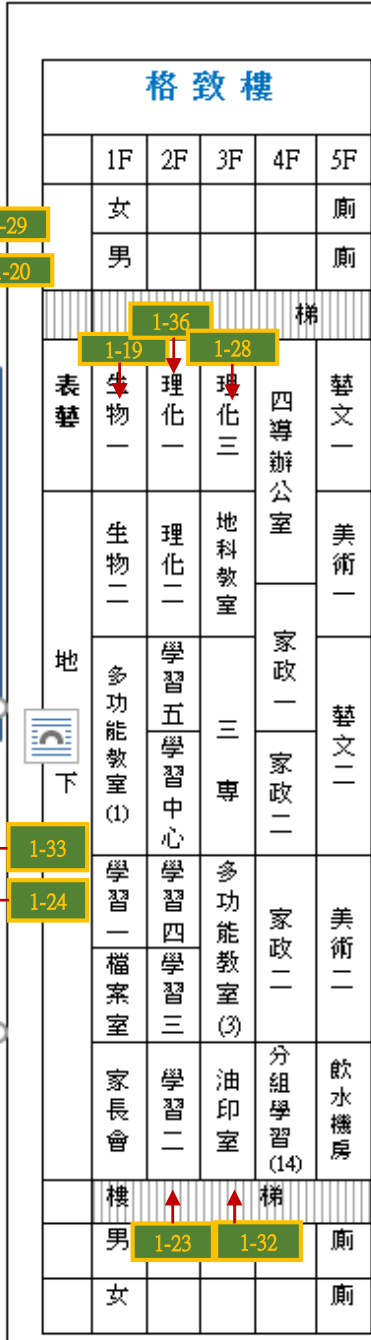 格致樓
1F 2F 3F 4F 5F
女 廁
-29
男 廁
-20
梯
1-36
1-19 1-28
表藝 生物一 理化一 理化三 四導辦公室 藝文一
生物二 理化二 地科教室 美術一
地下
多功能教室(1) 學習五 三專 家政一 藝文二
學習中心 家政二
1-33
學習一 學習四 多功能教室(3) 家政二 美術二
1-24
檔案室 學習三
家長會 學習二 油印室 分組學習(14) 飲水機房
樓 梯
男 1-23 1-32 廁
女 廁